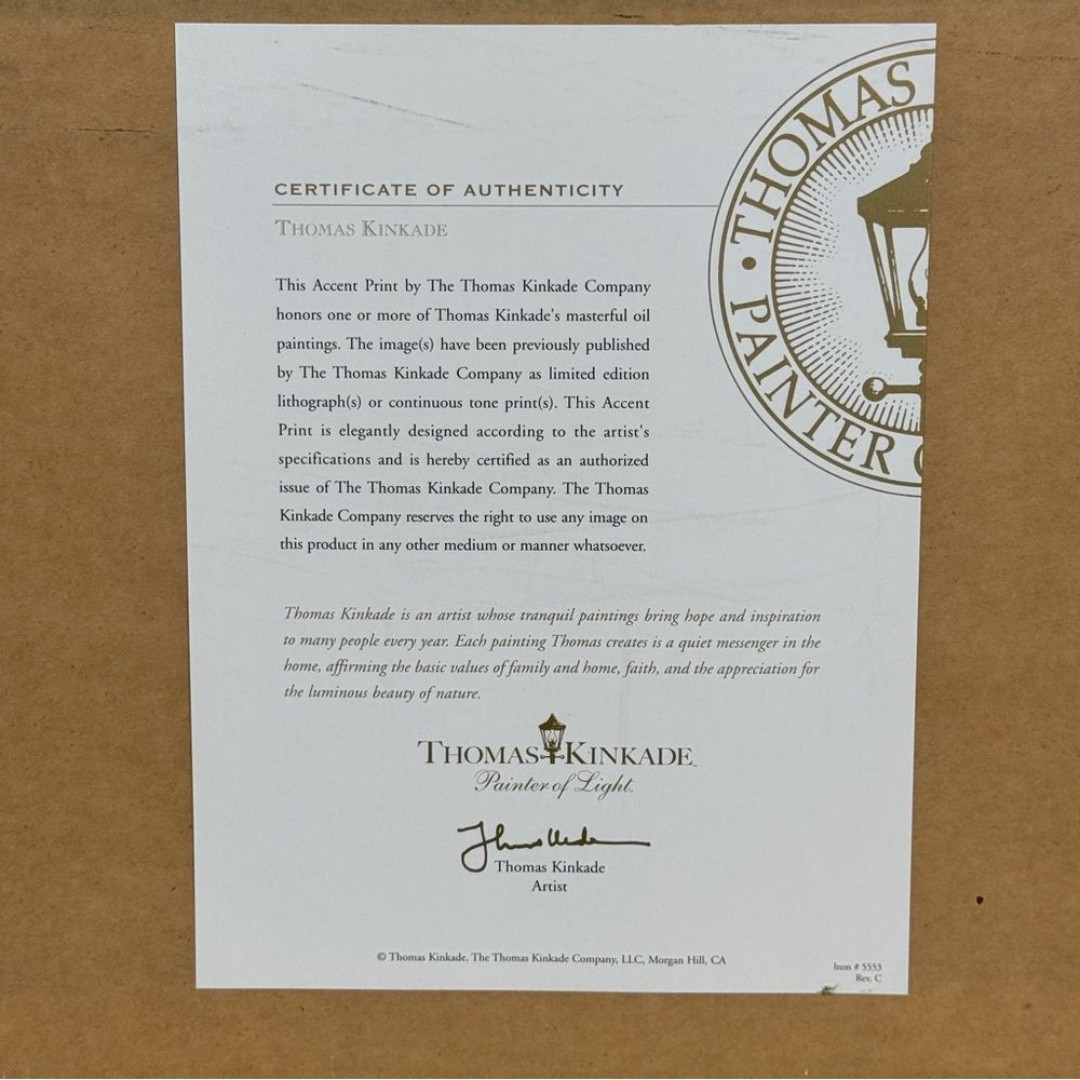 THOMAS
PAINTER
CERTIFICATE OF AUTHENTICITY
THOMAS KINKADE
This Accent Print by The Thomas Kinkade Company
honors one or more of Thomas Kinkade's masterful oil
paintings. The image(s) have been previously published
by The Thomas Kinkade Company as limited edition
lithograph(s) or continuous tone print(s). This Accent
Print is elegantly designed according to the artist's
specifications and is hereby certified as an authorized
issue of The Thomas Kinkade Company. The Thomas
Kinkade Company reserves the right to use any image on
this product in any other medium or manner whatsoever.
Thomas Kinkade is an artist whose tranquil paintings bring hope and inspiration
to many people every year. Each painting Thomas creates is a quiet messenger in the
home, affirming the basic values of family and home, faith, and the appreciation for
the luminous beauty of nature.
THOMAS KINKADE
Painter of Light
Thomas Kinkade
Artist
© Thomas Kinkade, The Thomas Kinkade Company, LLC, Morgan Hill, CA
Item # 5553
Rev. C